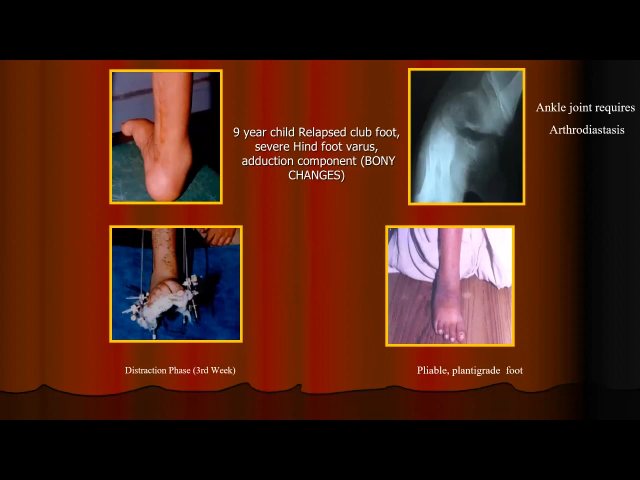 9 year child Relapsed club foot,
severe Hind foot varus,
adduction component (BONY
CHANGES)
Ankle joint requires
Arthrodiastasis
Distraction Phase (3rd Week)
Pliable, plantigrade foot